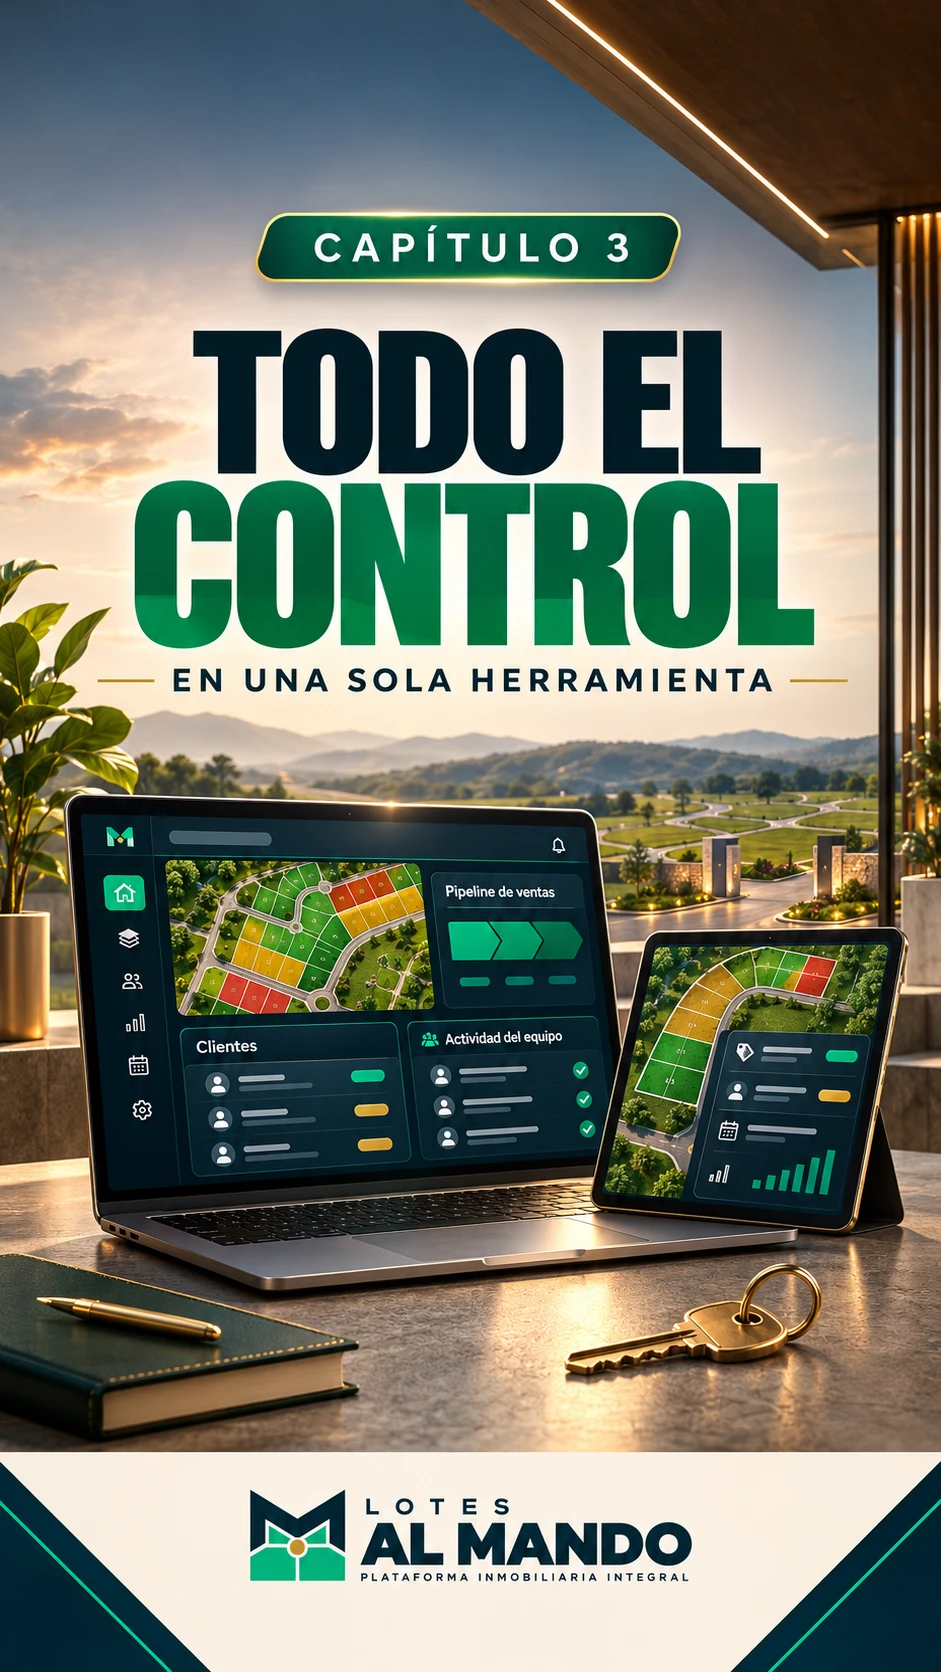 CAPÍTULO 3
TODO EL
CONTROL
EN UNA SOLA HERRAMIENTA
Pipeline de ventas
Clientes
Actividad del equipo
LOTES
AL MANDO
PLATAFORMA INMOBILIARIA INTEGRAL